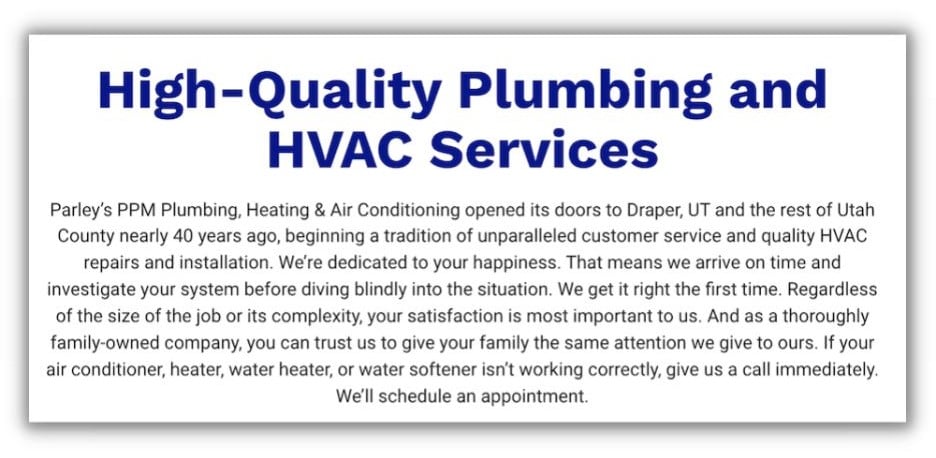 High-Quality Plumbing and
HVAC Services
Parley's PPM Plumbing, Heating & Air Conditioning opened its doors to Draper, UT and the rest of Utah
County nearly 40 years ago, beginning a tradition of unparalleled customer service and quality HVAC
repairs and installation. We're dedicated to your happiness. That means we arrive on time and
investigate your system before diving blindly into the situation. We get it right the first time. Regardless
of the size of the job or its complexity, your satisfaction is most important to us. And as a thoroughly
family-owned company, you can trust us to give your family the same attention we give to ours. If your
air conditioner, heater, water heater, or water softener isn't working correctly, give us a call immediately.
We'll schedule an appointment.